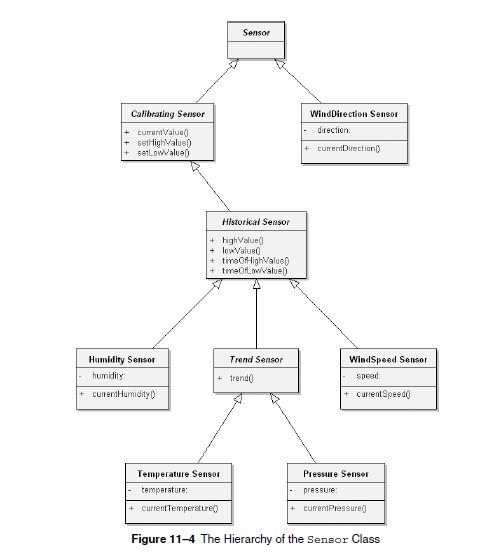 Sensor
Calibrating Sensor
+ currentValue()
+ setHighValue()
+ setLowValue()
WindDirection Sensor
- direction:
+ currentDirection()
Historical Sensor
+ highValue()
+ lowValue()
+ timeOfHighValue()
+ timeOfLowValue()
Humidity Sensor
- humidity:
+ currentHumidity()
Trend Sensor
+ trend()
WindSpeed Sensor
- speed:
+ currentSpeed()
Temperature Sensor
- temperature:
+ currentTemperature()
Pressure Sensor
- pressure:
+ currentPressure()
Figure 11–4 The Hierarchy of the Sensor Class